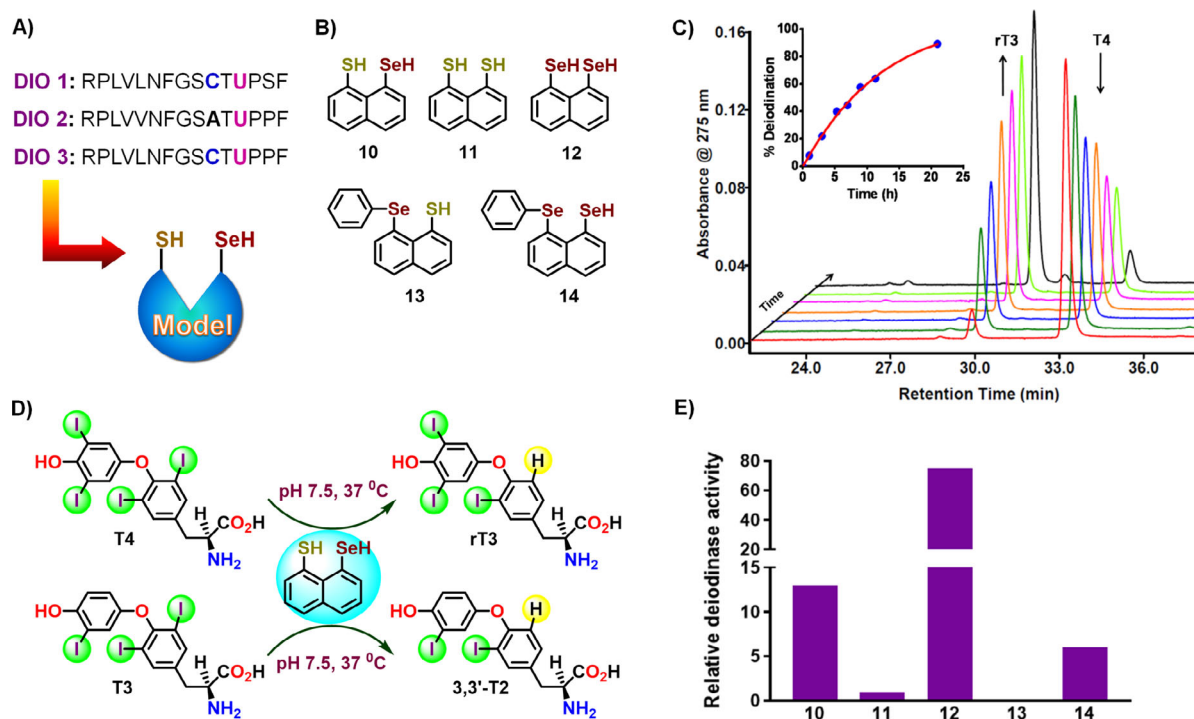 A)
DIO 1: RPLVLNFGSCTUPSF
DIO 2: RPLVVNFGSATUPPF
DIO 3: RPLVLNFGSCTUPPF
SH SeH
Model
B)
SH SeH SH SH SeH SeH
10 11 12
Se SH Se SeH
13 14
C)
Absorbance @ 275 nm
0.16
0.12
0.08
0.04
0.00
24.0 27.0 30.0 33.0 36.0
Retention Time (min)
Time
rT3 T4
% Deiodination
100
80
60
40
20
0
0 5 10 15 20 25
Time (h)
D)
I
HO O I
I I
H
CO2H
NH2
T4
pH 7.5, 37 ⁰C
I
HO O H
I I
H
CO2H
NH2
rT3
SH SeH
HO O I
I I
H
CO2H
NH2
T3
pH 7.5, 37 ⁰C
HO O H
I I
H
CO2H
NH2
3,3'-T2
E)
Relative deiodinase activity
80
60
40
20
15
10
5
0
10 11 12 13 14